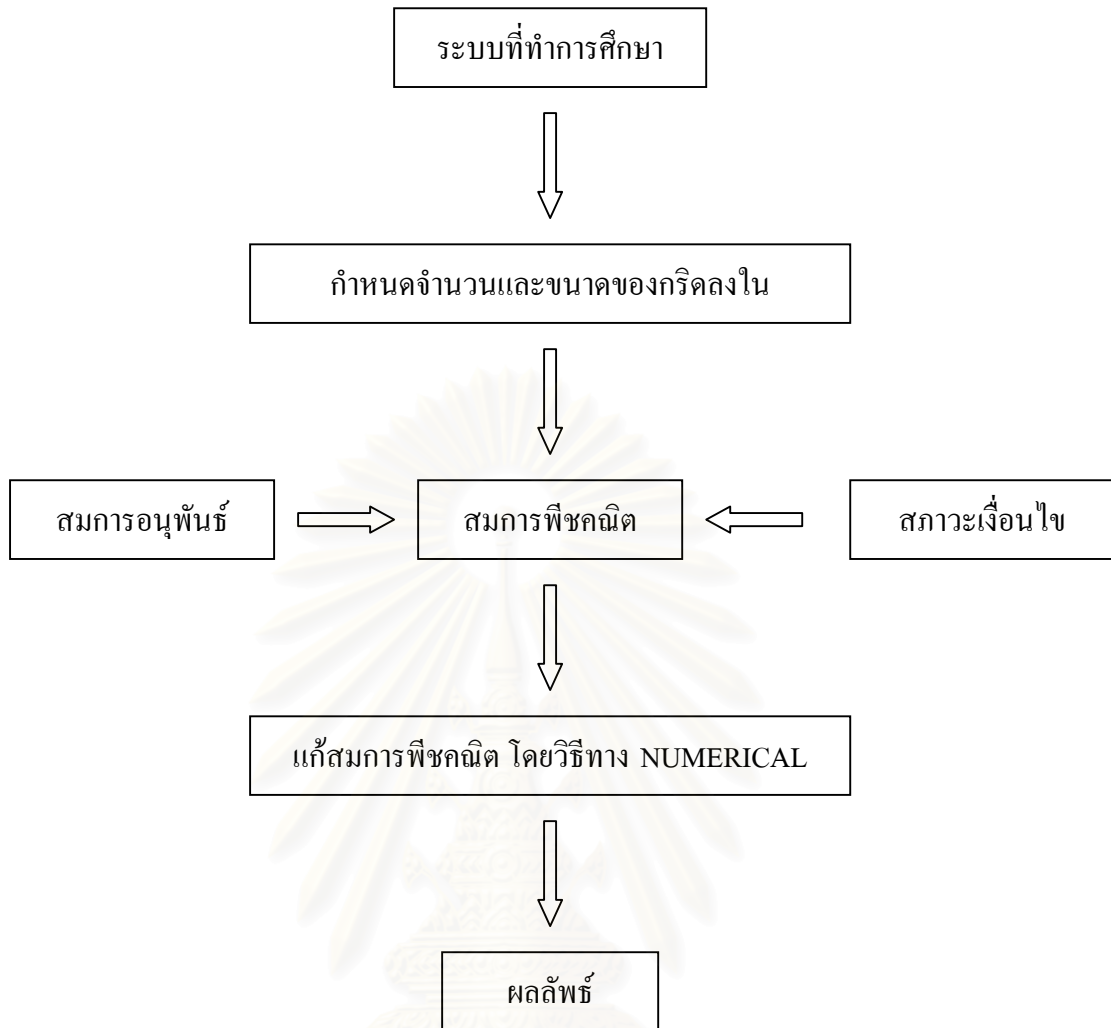 ระบบที่ทำการศึกษา
กำหนดจำนวนและขนาดของกริดลงใน
สมการอนุพันธ์
สมการพีชคณิต
สภาวะเงื่อนไข
แก้สมการพีชคณิต โดยวิธีทาง NUMERICAL
ผลลัพธ์